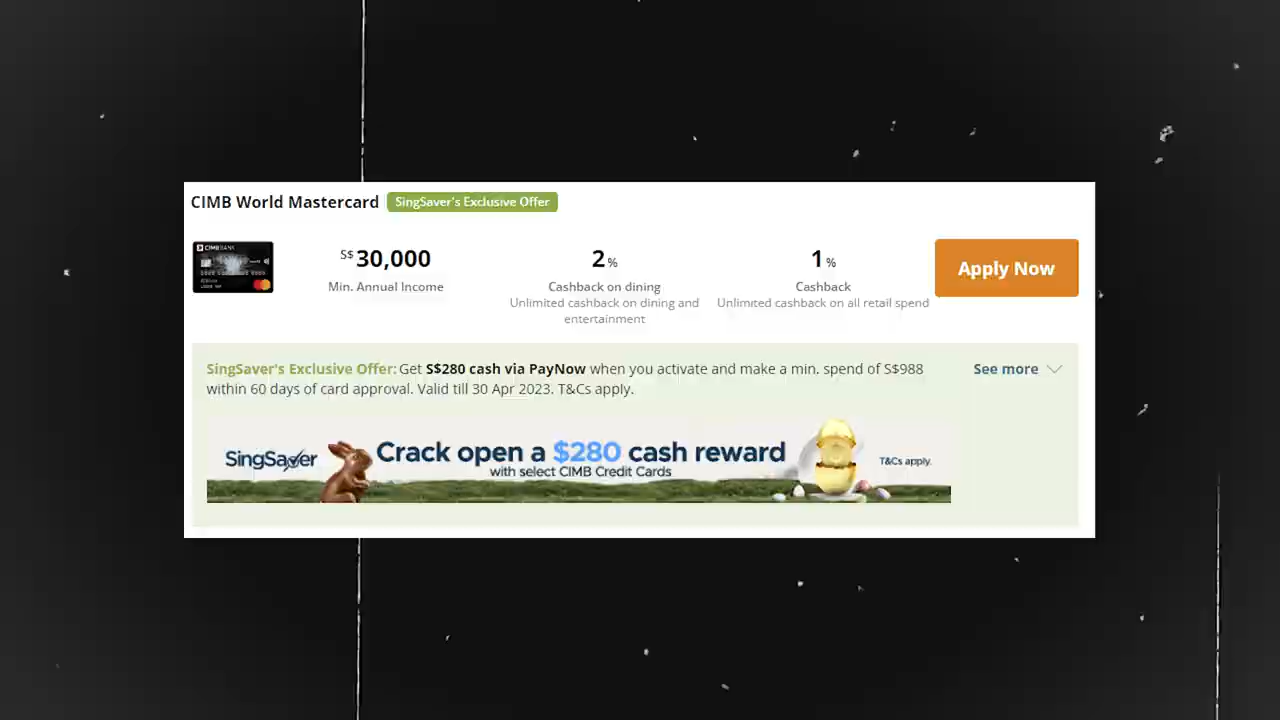 CIMB World Mastercard SingSaver's Exclusive Offer
CIMB BANK
S$ 30,000
Min. Annual Income
2 %
Cashback on dining
Unlimited cashback on dining and
entertainment
1 %
Cashback
Unlimited cashback on all retail spend
Apply Now
SingSaver's Exclusive Offer: Get S$280 cash via PayNow when you activate and make a min. spend of S$988
within 60 days of card approval. Valid till 30 Apr 2023. T&Cs apply.
See more
SingSaver
Crack open a $280 cash reward
with select CIMB Credit Cards
T&Cs apply.